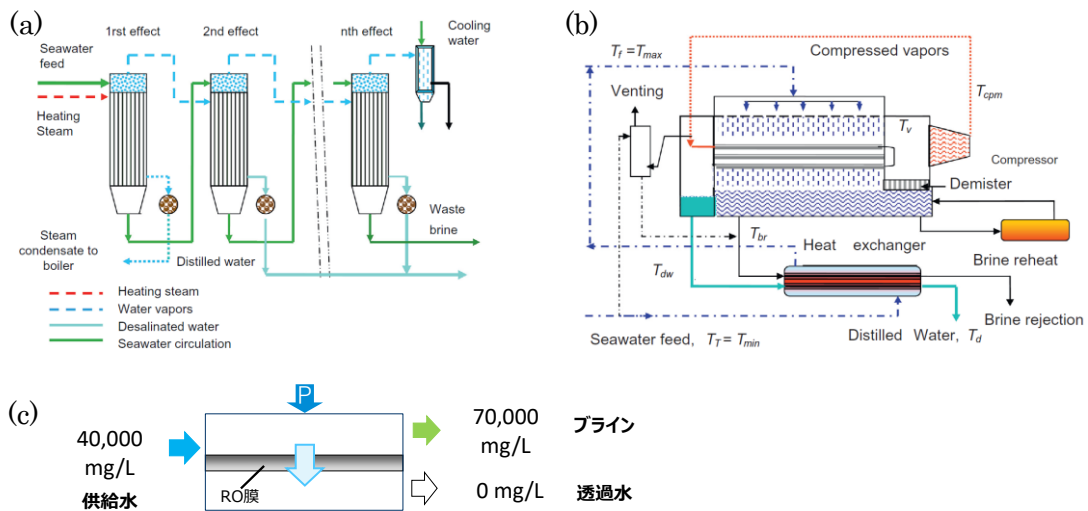 (a)
1rst effect
2nd effect
nth effect
Cooling
water
Seawater
feed
Heating
Steam
Steam
condensate to
boiler
Distilled water
Waste
brine
Heating steam
Water vapors
Desalinated water
Seawater circulation
(b)
Tf =Tmax
Compressed vapors
Venting
Tcpm
Tv
Compressor
Demister
Tbr
Heat exchanger
Brine reheat
Tdw
Brine rejection
Seawater feed, TT = Tmin
Distilled Water, Td
(c)
P
40,000
mg/L
供給水
RO膜
70,000
mg/L
ブライン
0 mg/L
透過水